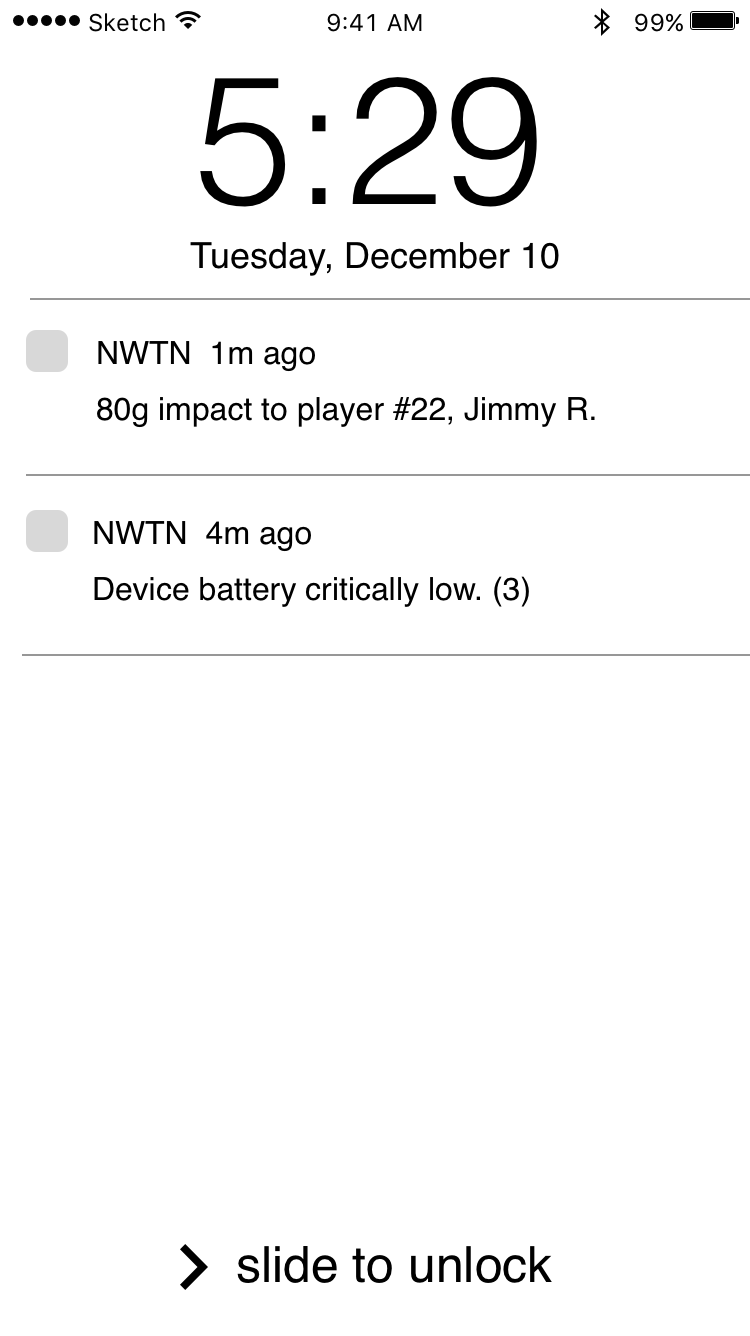 Sketch 9:41 AM 99%
5:29
Tuesday, December 10
NWTN 1m ago
80g impact to player #22, Jimmy R.
NWTN 4m ago
Device battery critically low. (3)
slide to unlock